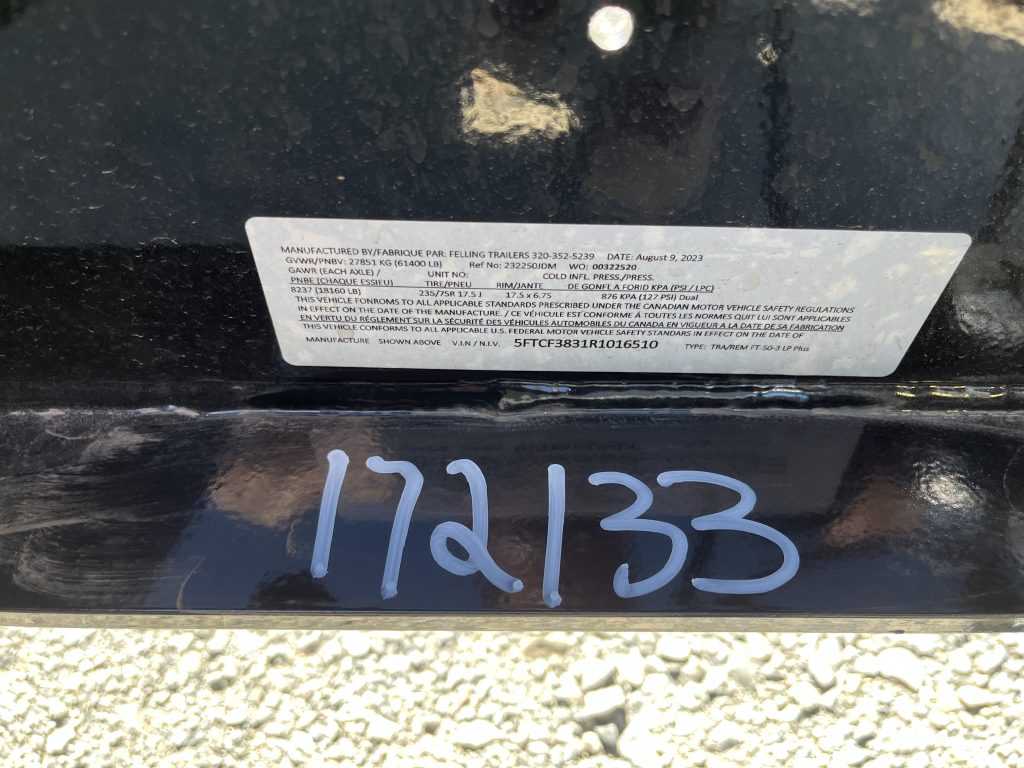 MANUFACTURED BY/FABRIQUE PAR: FELLING TRAILERS 320-352-5239 DATE: August 9, 2023
GVWR/PNBV: 27851 KG (61400 LB) Ref No: 232250JDM WO: 00322520
GAWR (EACH AXLE) / UNIT NO: COLD INFL. PRESS/PRESS.
PNBE (CHAQUE ESSIEU) TIRE/PNEU RIM/JANTE DE GONFL A FORID KPA (PSI / LPC)
8237 (18160 LB) 235/75R 17.5 J 17.5 x 6.75 876 KPA (127 PSI) Dual
THIS VEHICLE FONROMS TO ALL APPLICABLE STANDARDS PRESCRIBED UNDER THE CANADIAN MOTOR VEHICLE SAFETY REGULATIONS
IN EFFECT ON THE DATE OF THE MANUFACTURE. / CE VÉHICULE EST CONFORME À TOUTES LES NORMES QUIT LUI SONT APPLICABLES
EN VERTU DU RÉGLEMENT SUR LA SÉCURITÉ DES VÉHICULES AUTOMOBILES DU CANADA EN VIGUEUR A LA DATE DE SA FABRICATION
THIS VEHICLE CONFORMS TO ALL APPLICABLE U.S. FEDERAL MOTOR VEHICLE SAFETY STANDARDS IN EFFECT ON THE DATE OF
MANUFACTURE SHOWN ABOVE V.I.N / N.I.V. 5FTCF3831R1016510 TYPE: TRA/REM FT-50-3 LP Plus
172133